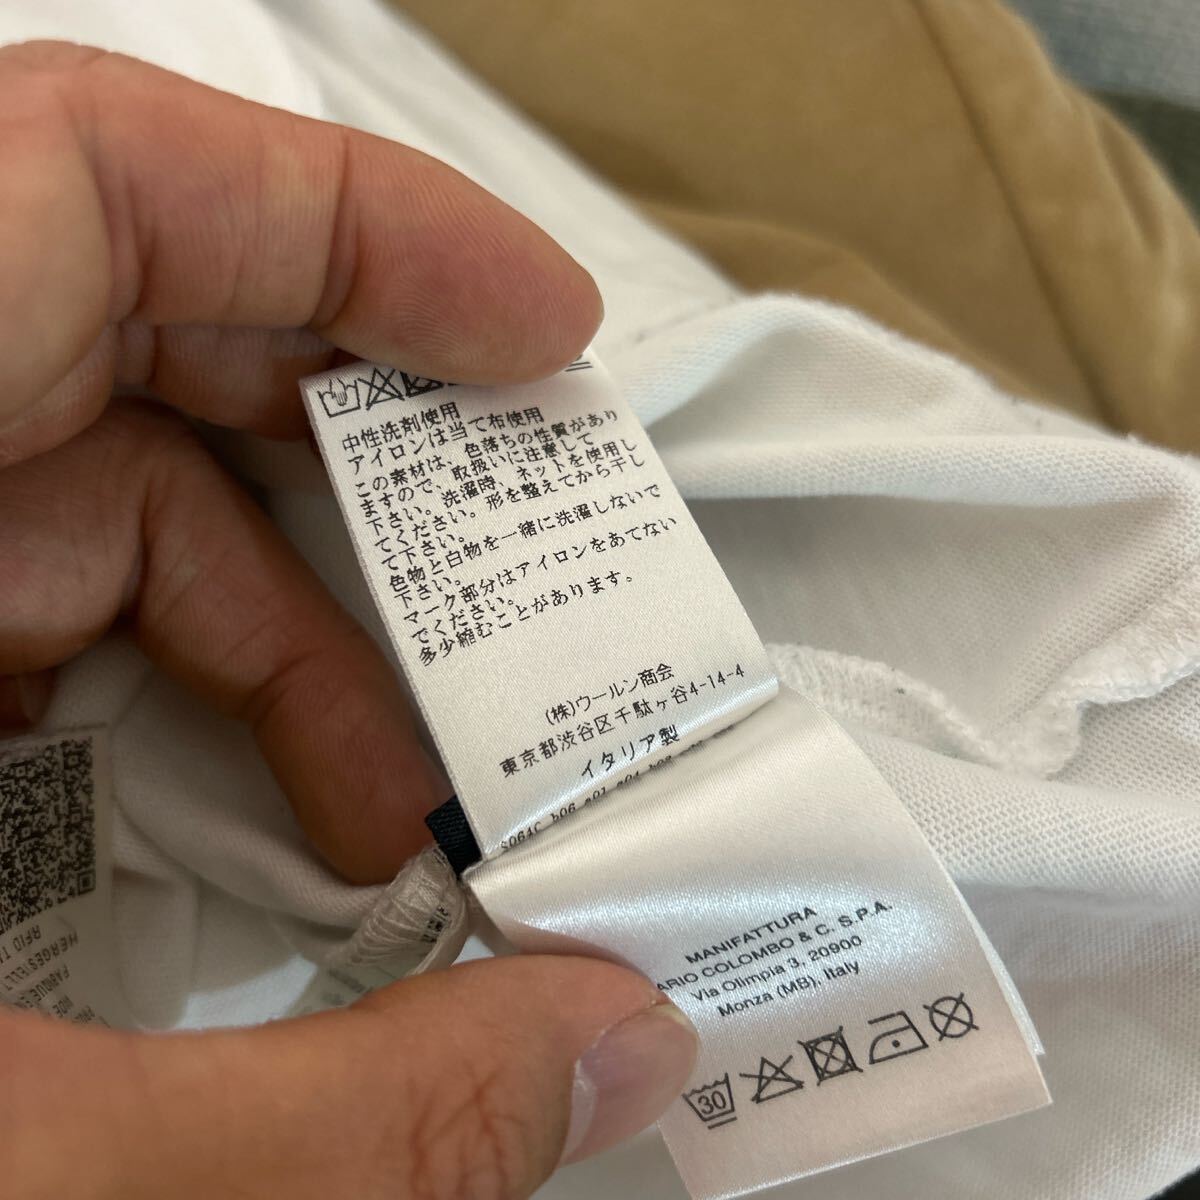 中性洗剤使用
アイロンは当て布使用
この素材は、色落ちの性質があり
ますので、取扱いに注意して
下さい。洗濯時、ネットを使用し
てください。形を整えてから干し
て下さい。
色物と白物を一緒に洗濯しないで
下さい。
マーク部分はアイロンをあてない
でください。
多少縮むことがあります。
(株)ウールン商会
東京都渋谷区千駄ヶ谷4-14-4
イタリア製
MANIFATTURA
ARIO COLOMBO & C. S.P.A.
Via Olimpia 3, 20900
Monza (MB), Italy
30